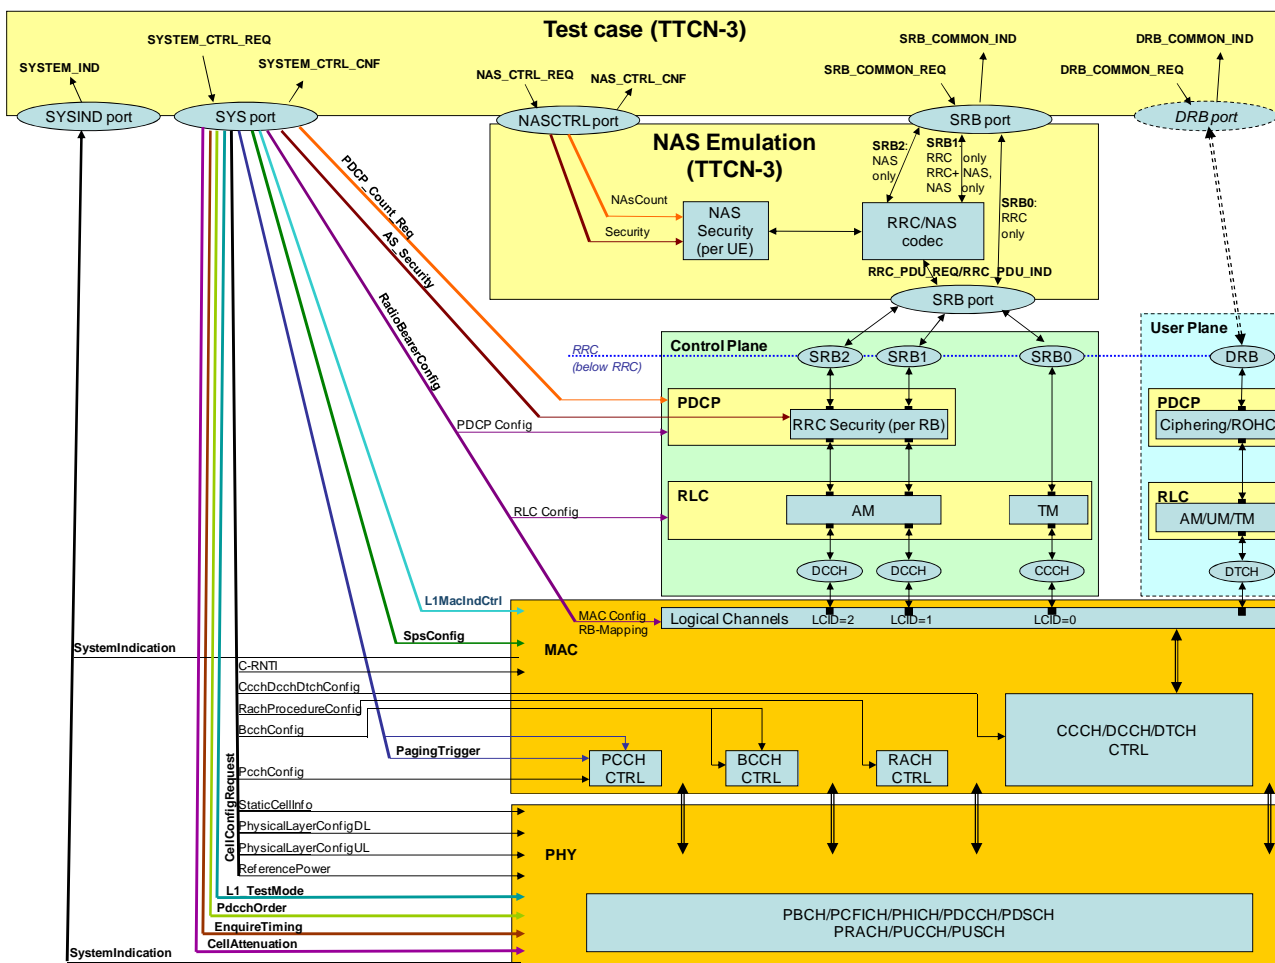 Test case (TTCN-3)
SYSTEM_CTRL_REQ
SYSTEM_IND
SYSTEM_CTRL_CNF
NAS_CTRL_REQ
NAS_CTRL_CNF
SRB_COMMON_IND
SRB_COMMON_REQ
DRB_COMMON_IND
DRB_COMMON_REQ
SYSIND port
SYS port
NASCTRL port
SRB port
DRB port
NAS Emulation
(TTCN-3)
SRB2:
NAS
only
SRB1:
RRC only
RRC+ NAS,
NAS only
SRB0:
RRC
only
PDCP_Count_Req
AS_Security
NAsCount
Security
NAS
Security
(per UE)
RRC/NAS
codec
RRC_PDU_REQ/RRC_PDU_IND
SRB port
RadioBearerConfig
Control Plane
User Plane
RRC
(below RRC)
SRB2
SRB1
SRB0
DRB
PDCP
RRC Security (per RB)
PDCP
Ciphering/ROHC
PDCP Config
RLC
AM
TM
RLC
AM/UM/TM
RLC Config
DCCH
DCCH
CCCH
DTCH
L1MacIndCtrl
MAC Config
RB-Mapping
Logical Channels
LCID=2
LCID=1
LCID=0
SpsConfig
MAC
SystemIndication
C-RNTI
CcchDcchDtchConfig
RachProcedureConfig
BcchConfig
PagingTrigger
PcchConfig
PCCH
CTRL
BCCH
CTRL
RACH
CTRL
CCCH/DCCH/DTCH
CTRL
CellConfigRequest
StaticCellInfo
PhysicalLayerConfigDL
PhysicalLayerConfigUL
ReferencePower
PHY
L1_TestMode
PdcchOrder
EnquireTiming
CellAttenuation
SystemIndication
PBCH/PCFICH/PHICH/PDCCH/PDSCH
PRACH/PUCCH/PUSCH